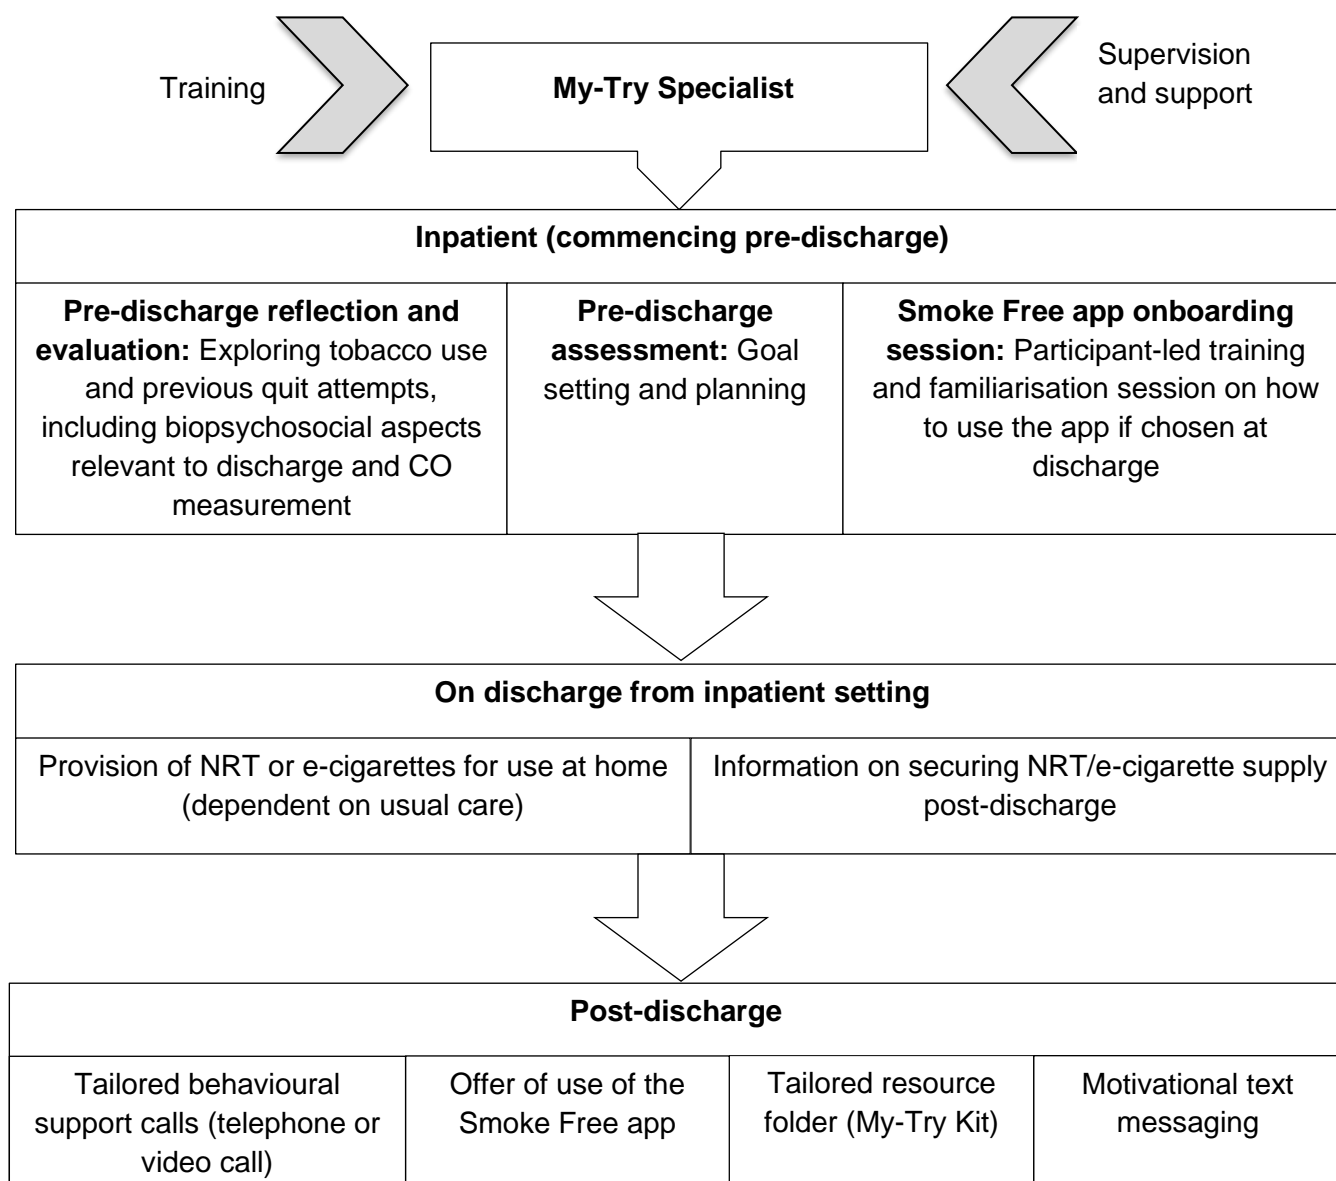 Training
My-Try Specialist
Supervision
and support
Inpatient (commencing pre-discharge)
Pre-discharge reflection and
evaluation: Exploring tobacco use
and previous quit attempts,
including biopsychosocial aspects
relevant to discharge and CO
measurement
Pre-discharge
assessment: Goal
setting and planning
Smoke Free app onboarding
session: Participant-led training
and familiarisation session on how
to use the app if chosen at
discharge
On discharge from inpatient setting
Provision of NRT or e-cigarettes for use at home
(dependent on usual care)
Information on securing NRT/e-cigarette supply
post-discharge
Post-discharge
Tailored behavioural
support calls (telephone or
video call)
Offer of use of the
Smoke Free app
Tailored resource
folder (My-Try Kit)
Motivational text
messaging